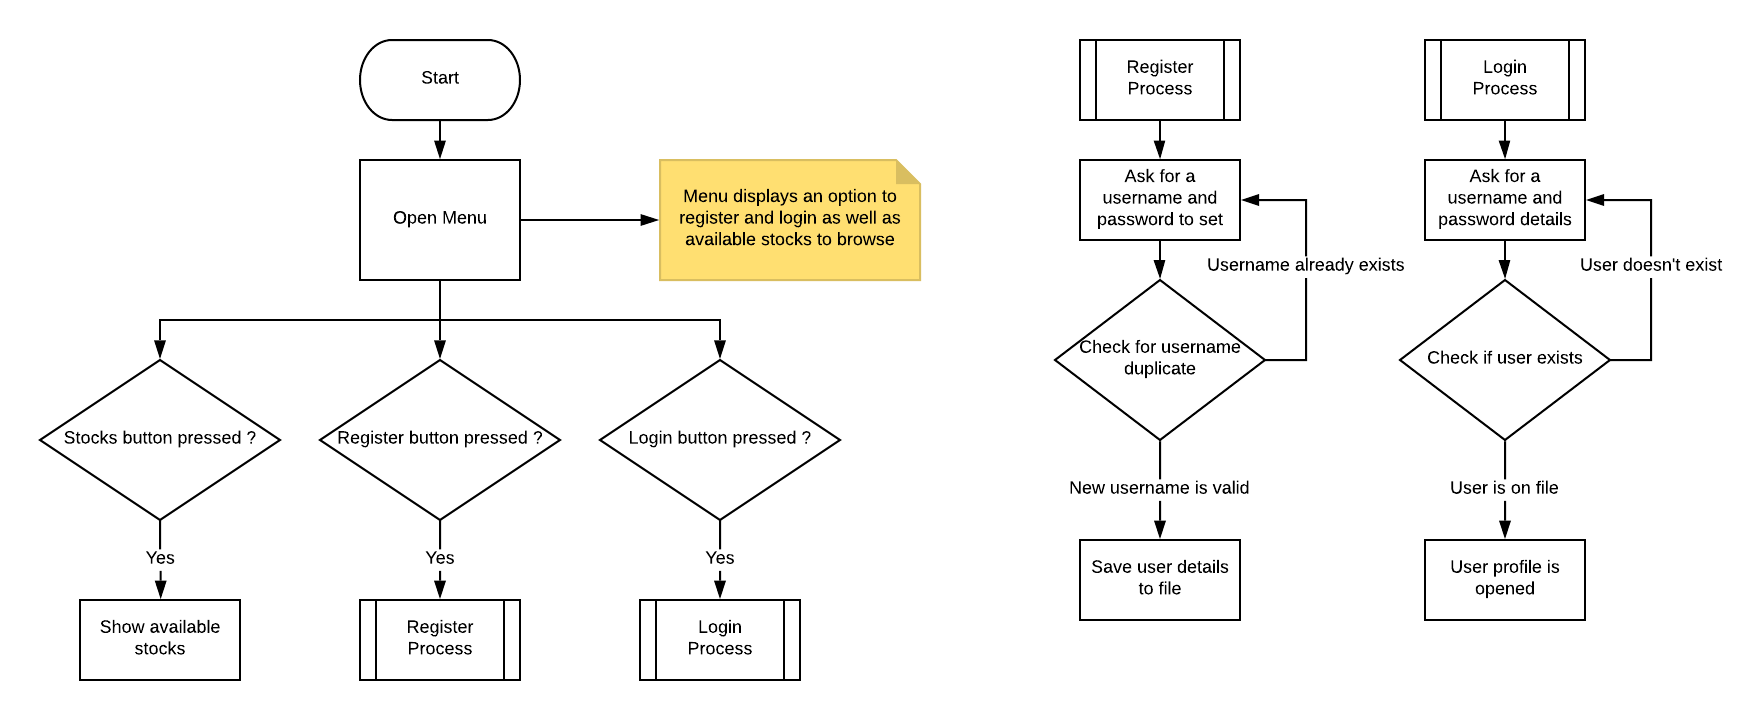 Start
Open Menu
Menu displays an option to
register and login as well as
available stocks to browse
Stocks button pressed ?
Register button pressed ?
Login button pressed ?
Yes
Yes
Yes
Show available
stocks
Register
Process
Login
Process
Register
Process
Ask for a
username and
password to set
Username already exists
Check for username
duplicate
New username is valid
Save user details
to file
Login
Process
Ask for a
username and
password details
User doesn't exist
Check if user exists
User is on file
User profile is
opened